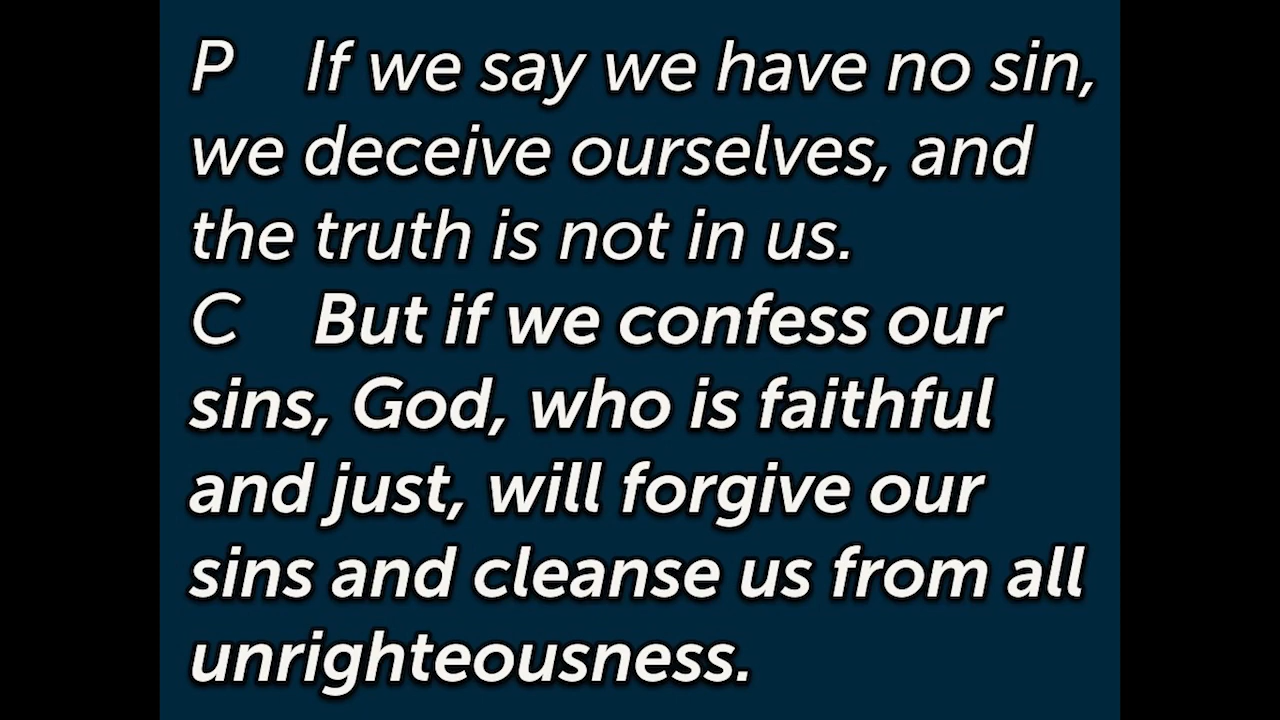 P If we say we have no sin,
we deceive ourselves, and
the truth is not in us.
C But if we confess our
sins, God, who is faithful
and just, will forgive our
sins and cleanse us from all
unrighteousness.